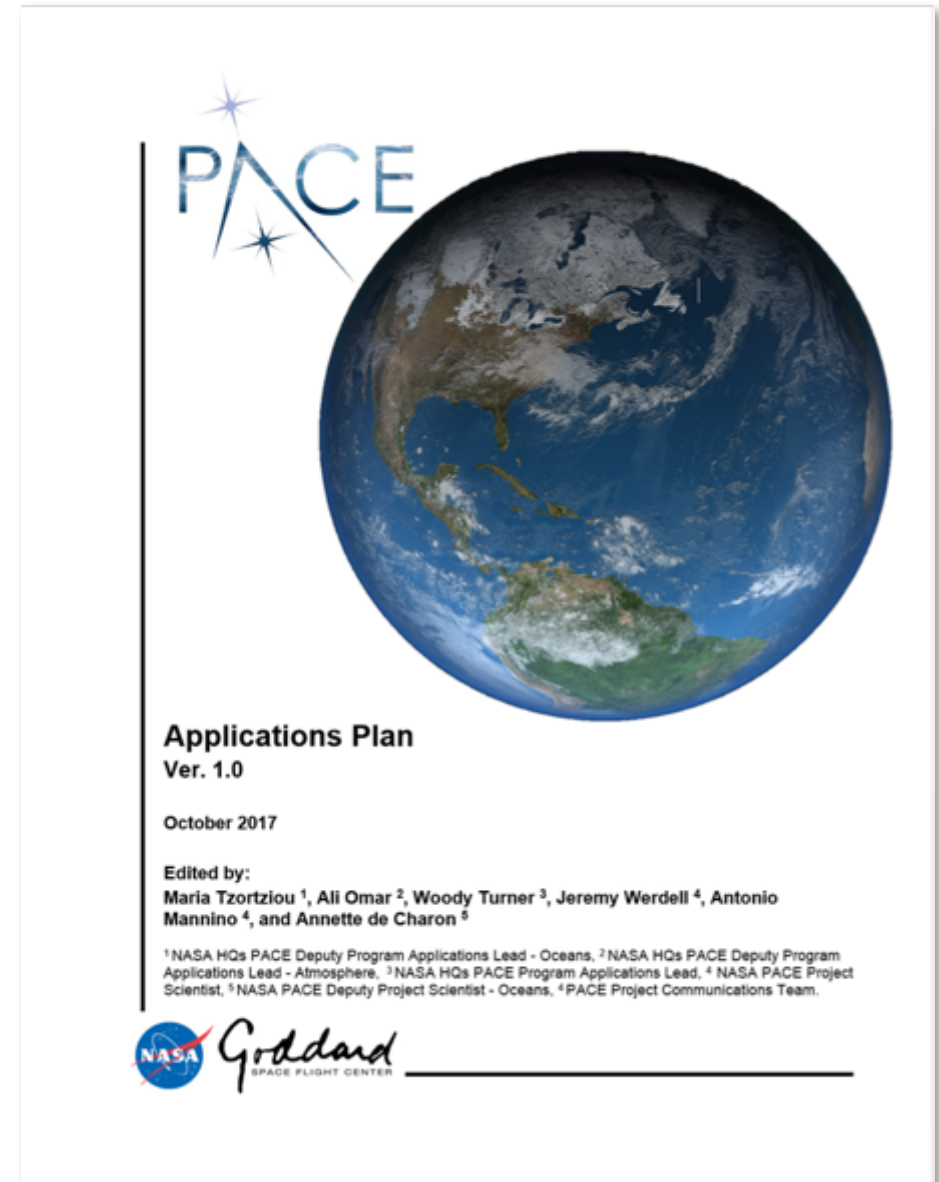 PACE
Applications Plan
Ver. 1.0
October 2017
Edited by:
Maria Tzortziou 1, Ali Omar 2, Woody Turner 3, Jeremy Werdell 4, Antonio
Mannino 4, and Annette de Charon 5
1 NASA HQs PACE Deputy Program Applications Lead - Oceans, 2 NASA HQs PACE Deputy Program
Applications Lead - Atmosphere, 3 NASA HQs PACE Program Applications Lead, 4 NASA PACE Project
Scientist, 5 NASA PACE Deputy Project Scientist - Oceans, 4 PACE Project Communications Team.
NASA
Goddard
SPACE FLIGHT CENTER